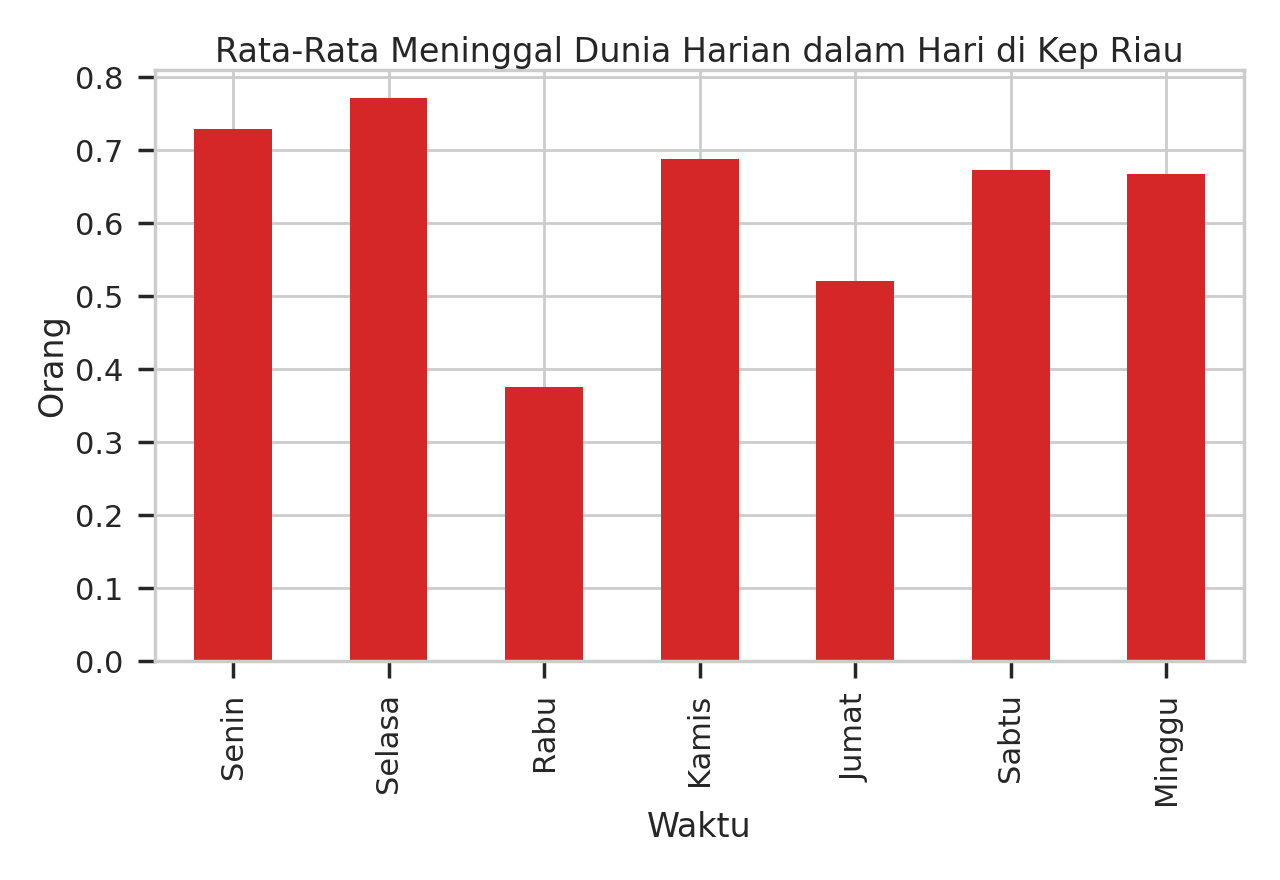 Rata-Rata Meninggal Dunia Harian dalam Hari di Kep Riau
0.8
0.7
0.6
0.5
0.4
0.3
0.2
0.1
0.0
Orang
Senin
Selasa
Rabu
Kamis
Jumat
Sabtu
Minggu
Waktu